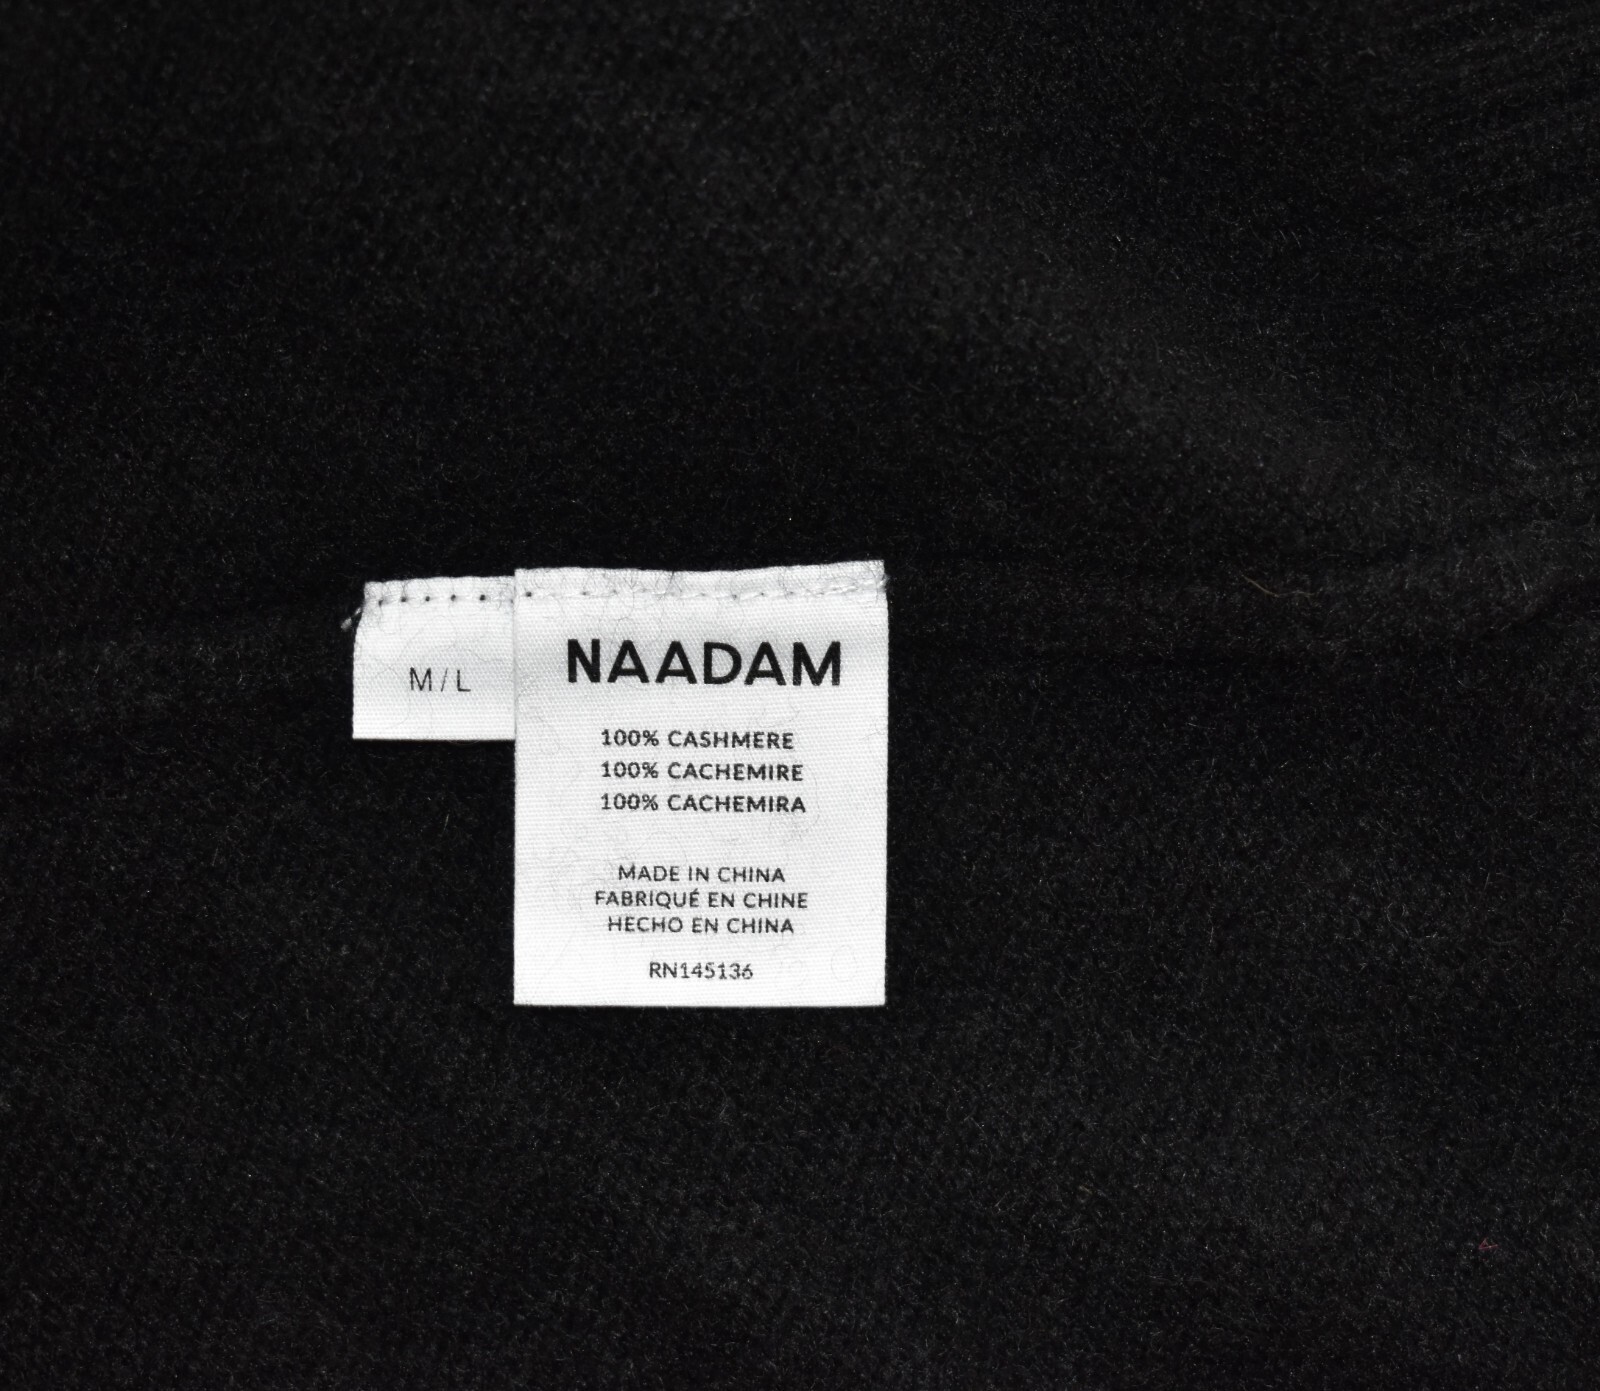 M/L
NAADAM
100% CASHMERE
100% CACHEMIRE
100% CACHEMIRA
MADE IN CHINA
FABRIQUÉ EN CHINE
HECHO EN CHINA
RN145136